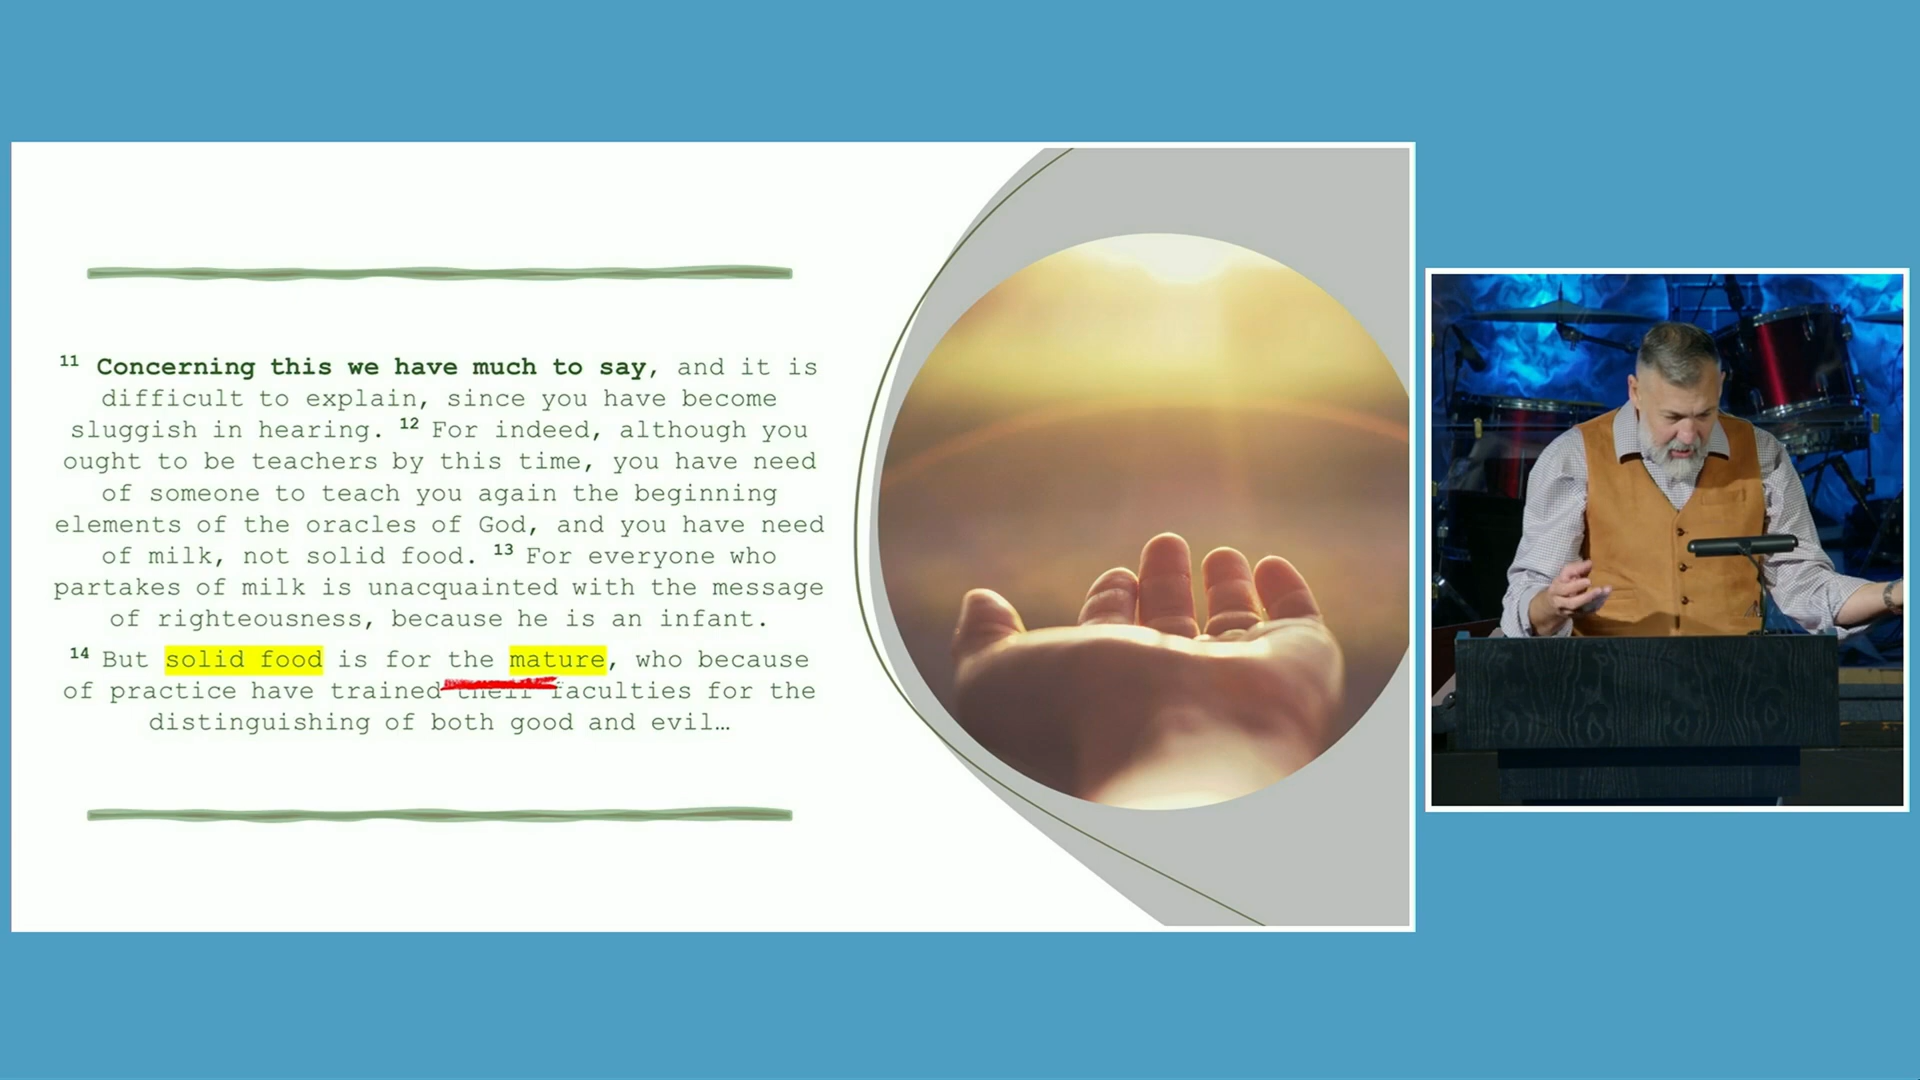 11 Concerning this we have much to say, and it is
difficult to explain, since you have become
sluggish in hearing. 12 For indeed, although you
ought to be teachers by this time, you have need
of someone to teach you again the beginning
elements of the oracles of God, and you have need
of milk, not solid food. 13 For everyone who
partakes of milk is unacquainted with the message
of righteousness, because he is an infant.
14 But solid food is for the mature, who because
of practice have trained their faculties for the
distinguishing of both good and evil…